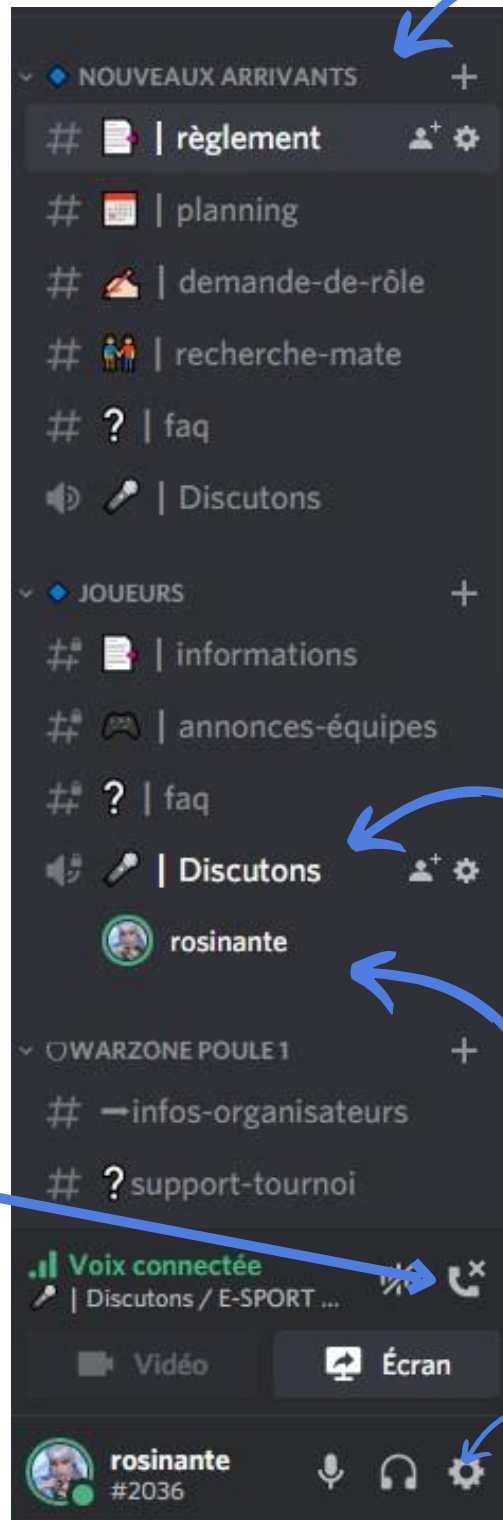 NOUVEAUX ARRIVANTS
# | règlement
# | planning
# | demande-de-rôle
# | recherche-mate
# ? | faq
| Discutons
JOUEURS
# | informations
# | annonces-équipes
# ? | faq
| Discutons
rosinante
WARZONE POULE 1
# infos-organisateurs
# ? support-tournoi
Voix connectée
| Discutons / E-SPORT ...
Vidéo
Écran
rosinante
#2036